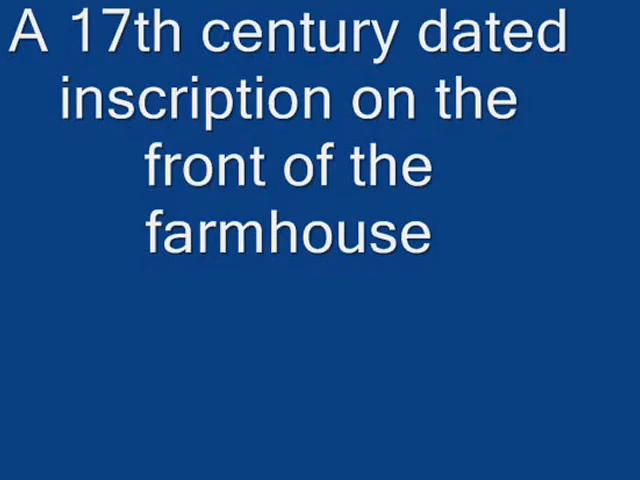 A 17th century dated
inscription on the
front of the
farmhouse